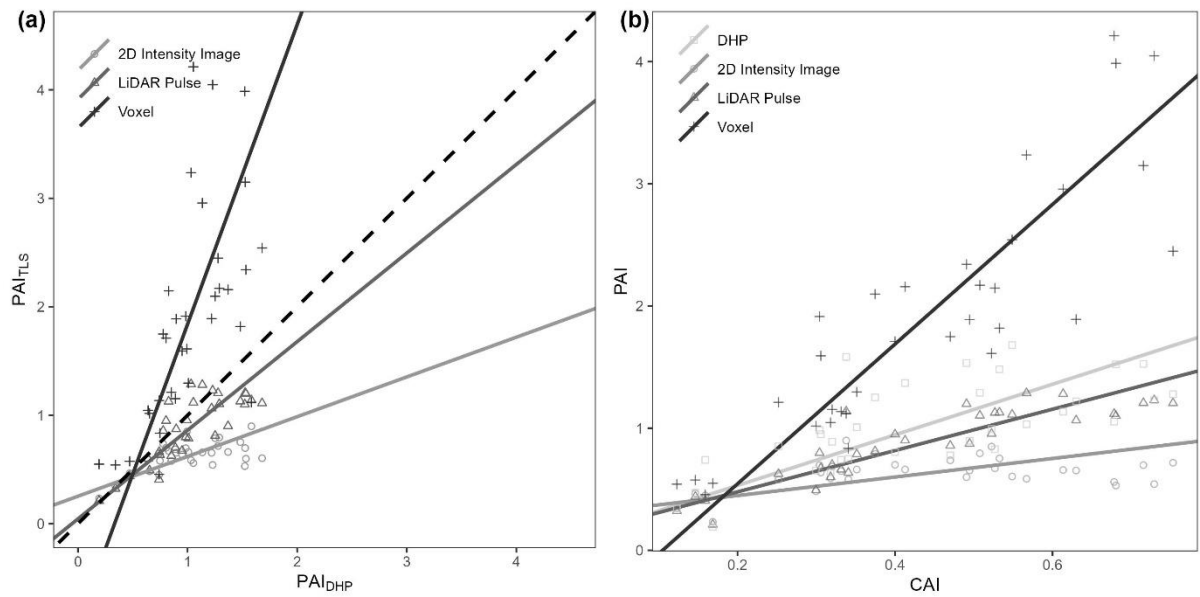 (a)
2D Intensity Image
LiDAR Pulse
Voxel
4
3
2
1
0
PAI_TLS
0 1 2 3 4
PAI_DHP
(b)
DHP
2D Intensity Image
LiDAR Pulse
Voxel
4
3
2
1
0
PAI
0.2 0.4 0.6
CAI